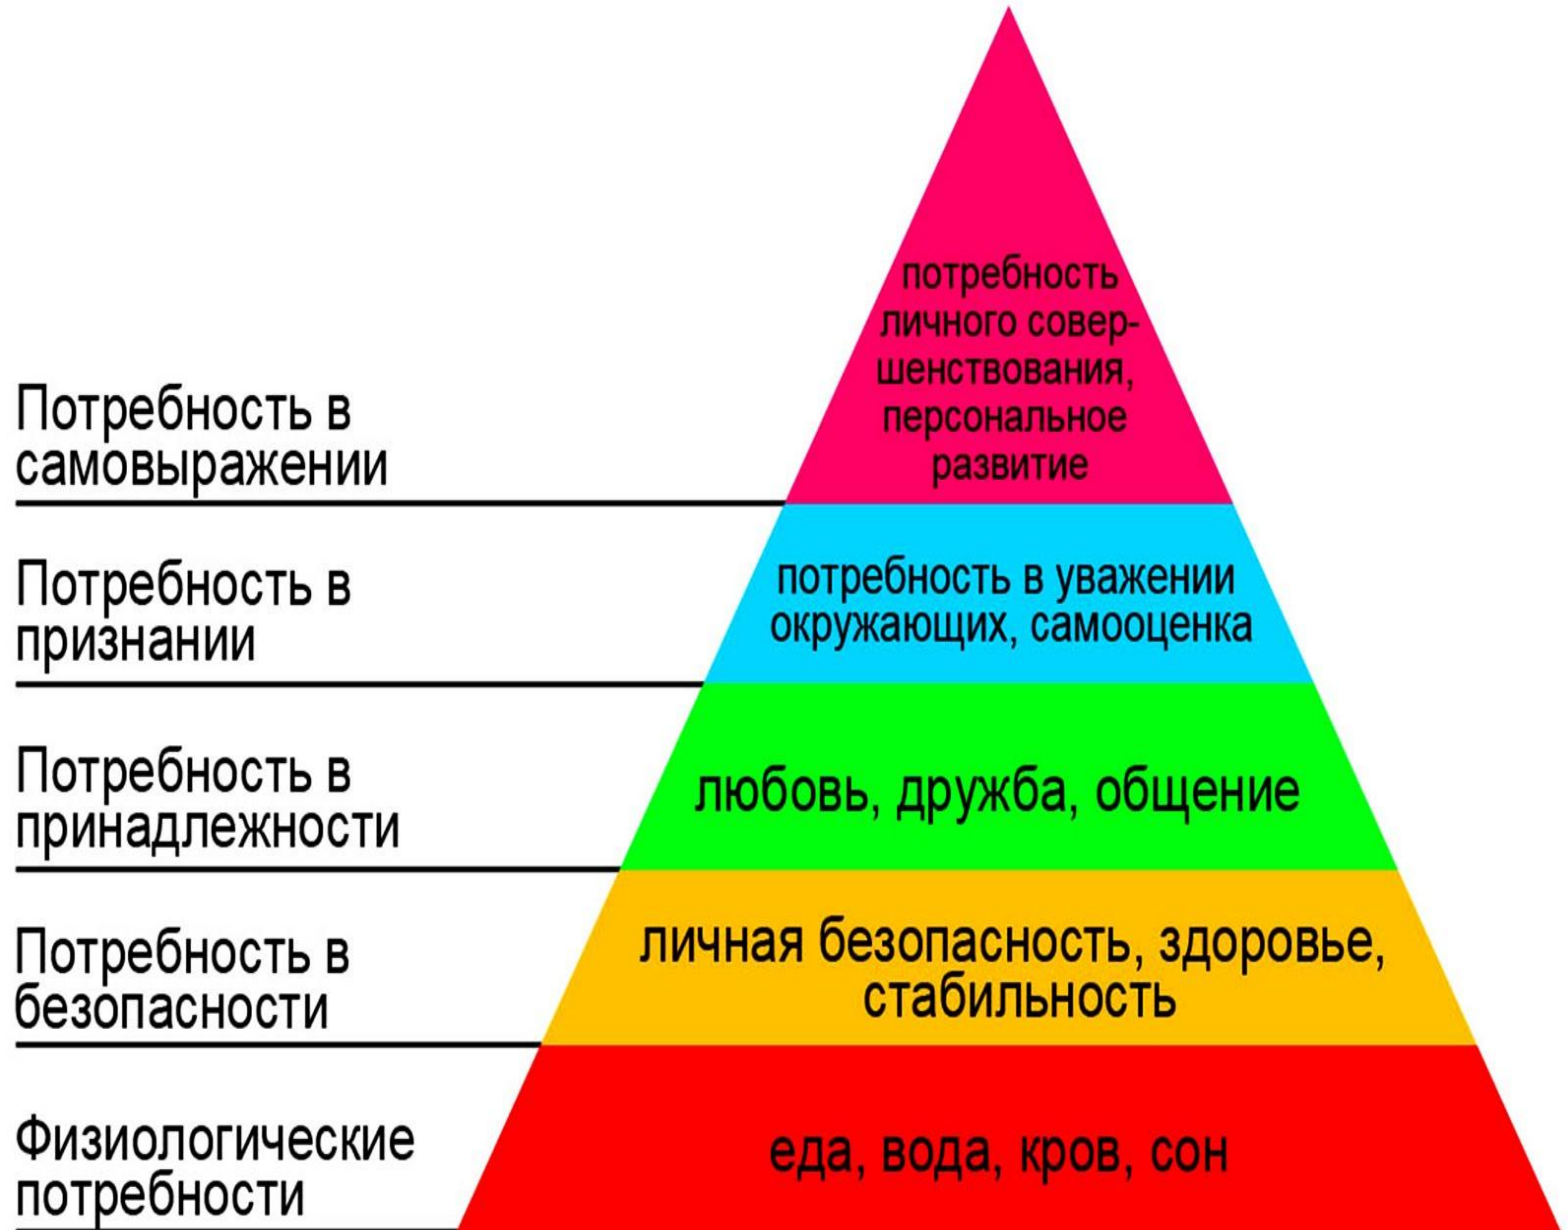 потребность
личного совер-
шенствования,
персональное
развитие
Потребность в
самовыражении
потребность в уважении
окружающих, самооценка
Потребность в
признании
любовь, дружба, общение
Потребность в
принадлежности
личная безопасность, здоровье,
стабильность
Потребность в
безопасности
еда, вода, кров, сон
Физиологические
потребности